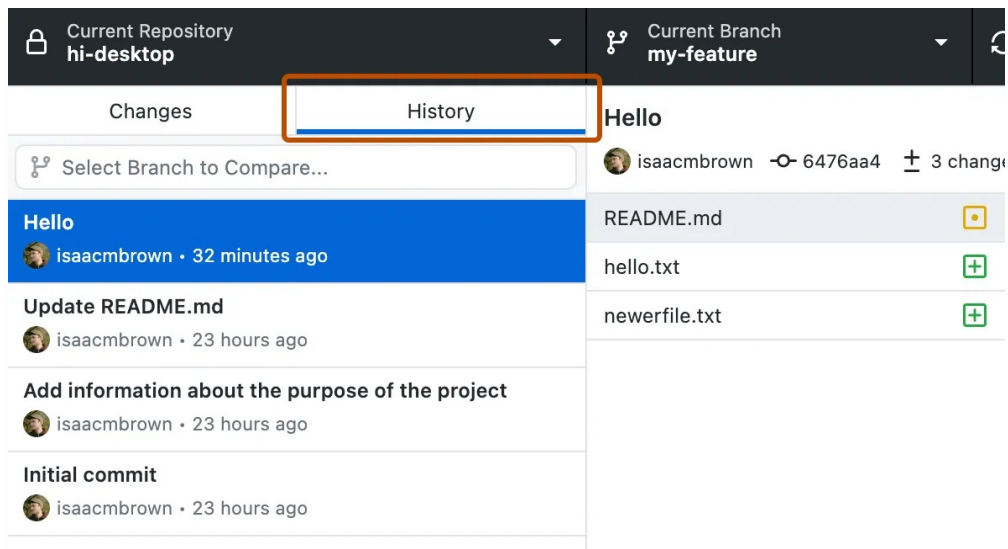 Current Repository
hi-desktop
Current Branch
my-feature
Changes
History
Select Branch to Compare...
Hello
isaacmbrown • 32 minutes ago
Update README.md
isaacmbrown • 23 hours ago
Add information about the purpose of the project
isaacmbrown • 23 hours ago
Initial commit
isaacmbrown • 23 hours ago
Hello
isaacmbrown 6476aa4 3 change
README.md
hello.txt
newerfile.txt